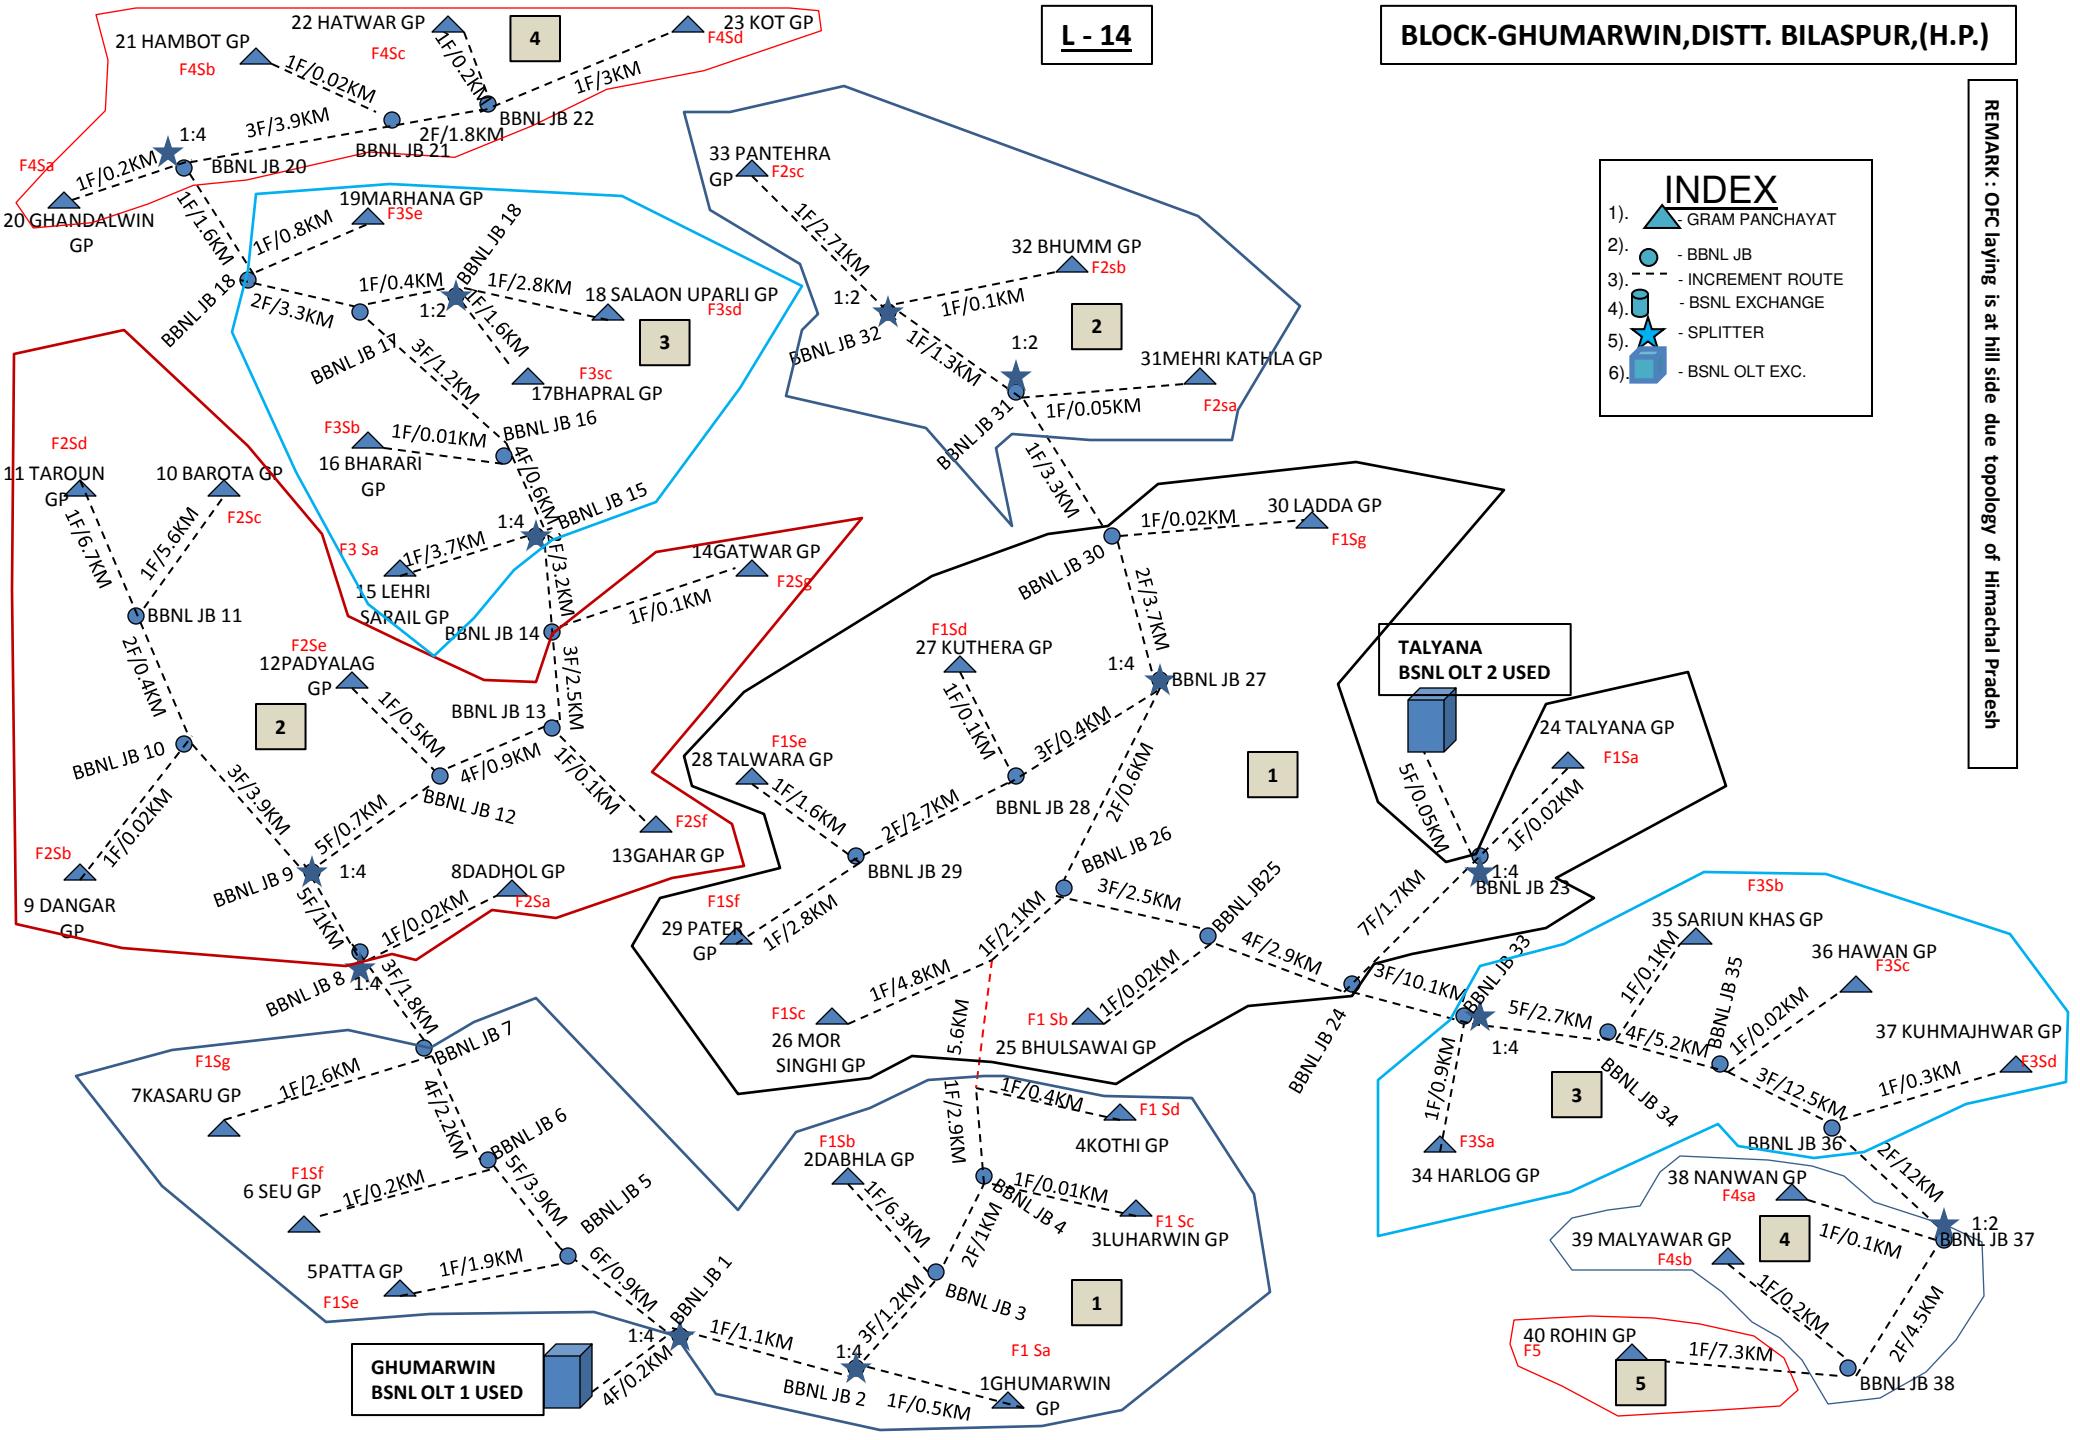 L - 14
BLOCK-GHUMARWIN,DISTT. BILASPUR,(H.P.)
REMARK : OFC laying is at hill side due topology of Himachal Pradesh
INDEX
1). - GRAM PANCHAYAT
2). - BBNL JB
3). - INCREMENT ROUTE
4). - BSNL EXCHANGE
5). - SPLITTER
6). - BSNL OLT EXC.
22 HATWAR GP
F4Sc
1F/0.2KM
4
23 KOT GP
F4Sd
1F/3KM
21 HAMBOT GP
F4Sb
1F/0.02KM
3F/3.9KM
2F/1.8KM
BBNL JB 22
BBNL JB 21
1:4
BBNL JB 20
F4Sa
1F/0.2KM
20 GHANDALWIN
GP
1F/1.6KM
19MARHANA GP
F3Se
1F/0.8KM
BBNL JB 18
BBNL JB 18
1F/0.4KM
1F/2.8KM
1:2
2F/3.3KM
1F/1.6KM
18 SALAON UPARLI GP
F3sd
3
BBNL JB 17
3F/1.2KM
F3sc
17BHAPRAL GP
F3Sb
1F/0.01KM
BBNL JB 16
16 BHARARI
GP
4F/0.6KM
1:4
BBNL JB 15
F3 Sa
1F/3.7KM
15 LEHRI
SARAIL GP
2F/3.2KM
14GATWAR GP
F2Sg
1F/0.1KM
BBNL JB 14
3F/2.5KM
33 PANTEHRA
GP
F2sc
1F/2.71KM
32 BHUMM GP
F2sb
1:2
1F/0.1KM
BBNL JB 32
1F/1.3KM
2
1:2
31MEHRI KATHLA GP
1F/0.05KM
F2sa
BBNL JB 31
1F/3.3KM
30 LADDA GP
1F/0.02KM
F1Sg
BBNL JB 30
2F/3.7KM
F2Sd
11 TAROUN
GP
10 BAROTA GP
F2Sc
1F/6.7KM
1F/5.6KM
BBNL JB 11
2F/0.4KM
F2Se
12PADYALAG
GP
1F/0.5KM
2
BBNL JB 10
BBNL JB 13
4F/0.9KM
1F/0.1KM
BBNL JB 12
3F/3.9KM
5F/0.7KM
1F/0.02KM
F2Sf
13GAHAR GP
F2Sb
9 DANGAR
GP
BBNL JB 9
1:4
8DADHOL GP
F2Sa
1F/0.02KM
5F/1KM
BBNL JB 8
1:4
3F/1.8KM
F1Sd
27 KUTHERA GP
1F/0.1KM
1:4
BBNL JB 27
3F/0.4KM
F1Se
28 TALWARA GP
1F/1.6KM
BBNL JB 28
2F/2.7KM
2F/0.6KM
1
BBNL JB 29
F1Sf
29 PATER
GP
1F/2.8KM
BBNL JB 26
1F/2.1KM
3F/2.5KM
BBNL JB25
1F/4.8KM
F1Sc
26 MOR
SINGHI GP
5.6KM
1F/0.02KM
F1 Sb
25 BHULSAWAI GP
4F/2.9KM
TALYANA
BSNL OLT 2 USED
5F/0.05KM
24 TALYANA GP
F1Sa
1F/0.02KM
1:4
BBNL JB 23
7F/1.7KM
BBNL JB 24
3F/10.1KM
BBNL JB 33
1:4
5F/2.7KM
F3Sb
35 SARIUN KHAS GP
1F/0.1KM
36 HAWAN GP
F3Sc
BBNL JB 35
4F/5.2KM
1F/0.02KM
37 KUHMAJHWAR GP
F3Sd
1F/0.3KM
BBNL JB 34
3
3F/12.5KM
1F/0.9KM
F3Sa
34 HARLOG GP
BBNL JB 36
2F/12KM
38 NANWAN GP
F4sa
1F/0.1KM
1:2
BBNL JB 37
39 MALYAWAR GP
F4sb
4
1F/0.2KM
2F/4.5KM
40 ROHIN GP
F5
1F/7.3KM
5
BBNL JB 38
F1Sg
7KASARU GP
1F/2.6KM
BBNL JB 7
4F/2.2KM
BBNL JB 6
F1Sf
6 SEU GP
1F/0.2KM
5F/3.9KM
BBNL JB 5
5PATTA GP
F1Se
1F/1.9KM
6F/0.9KM
BBNL JB 1
1:4
GHUMARWIN
BSNL OLT 1 USED
4F/0.2KM
1F/1.1KM
1:4
BBNL JB 2
1F/0.5KM
F1 Sa
1GHUMARWIN
GP
3F/1.2KM
BBNL JB 3
F1Sb
2DABHLA GP
1F/6.3KM
2F/1KM
BBNL JB 4
1F/2.9KM
1F/0.4KM
F1 Sd
4KOTHI GP
1F/0.01KM
F1 Sc
3LUHARWIN GP
1